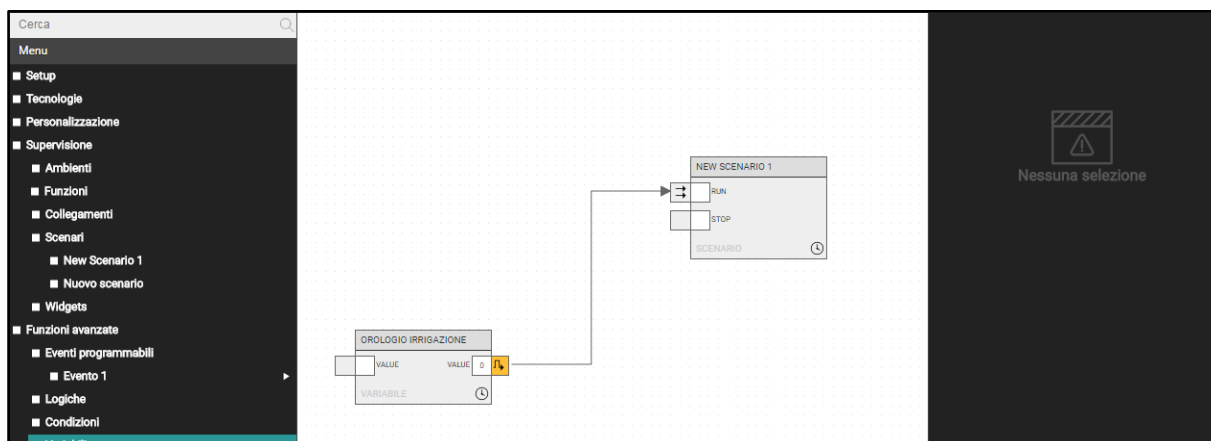 Cerca
Menu
Setup
Tecnologie
Personalizzazione
Supervisione
Ambienti
Funzioni
Collegamenti
Scenari
New Scenario 1
Nuovo scenario
Widgets
Funzioni avanzate
Eventi programmabili
Evento 1
Logiche
Condizioni
NEW SCENARIO 1
RUN
STOP
SCENARIO
OROLOGIO IRRIGAZIONE
VALUE VALUE 0
VARIABILE
Nessuna selezione